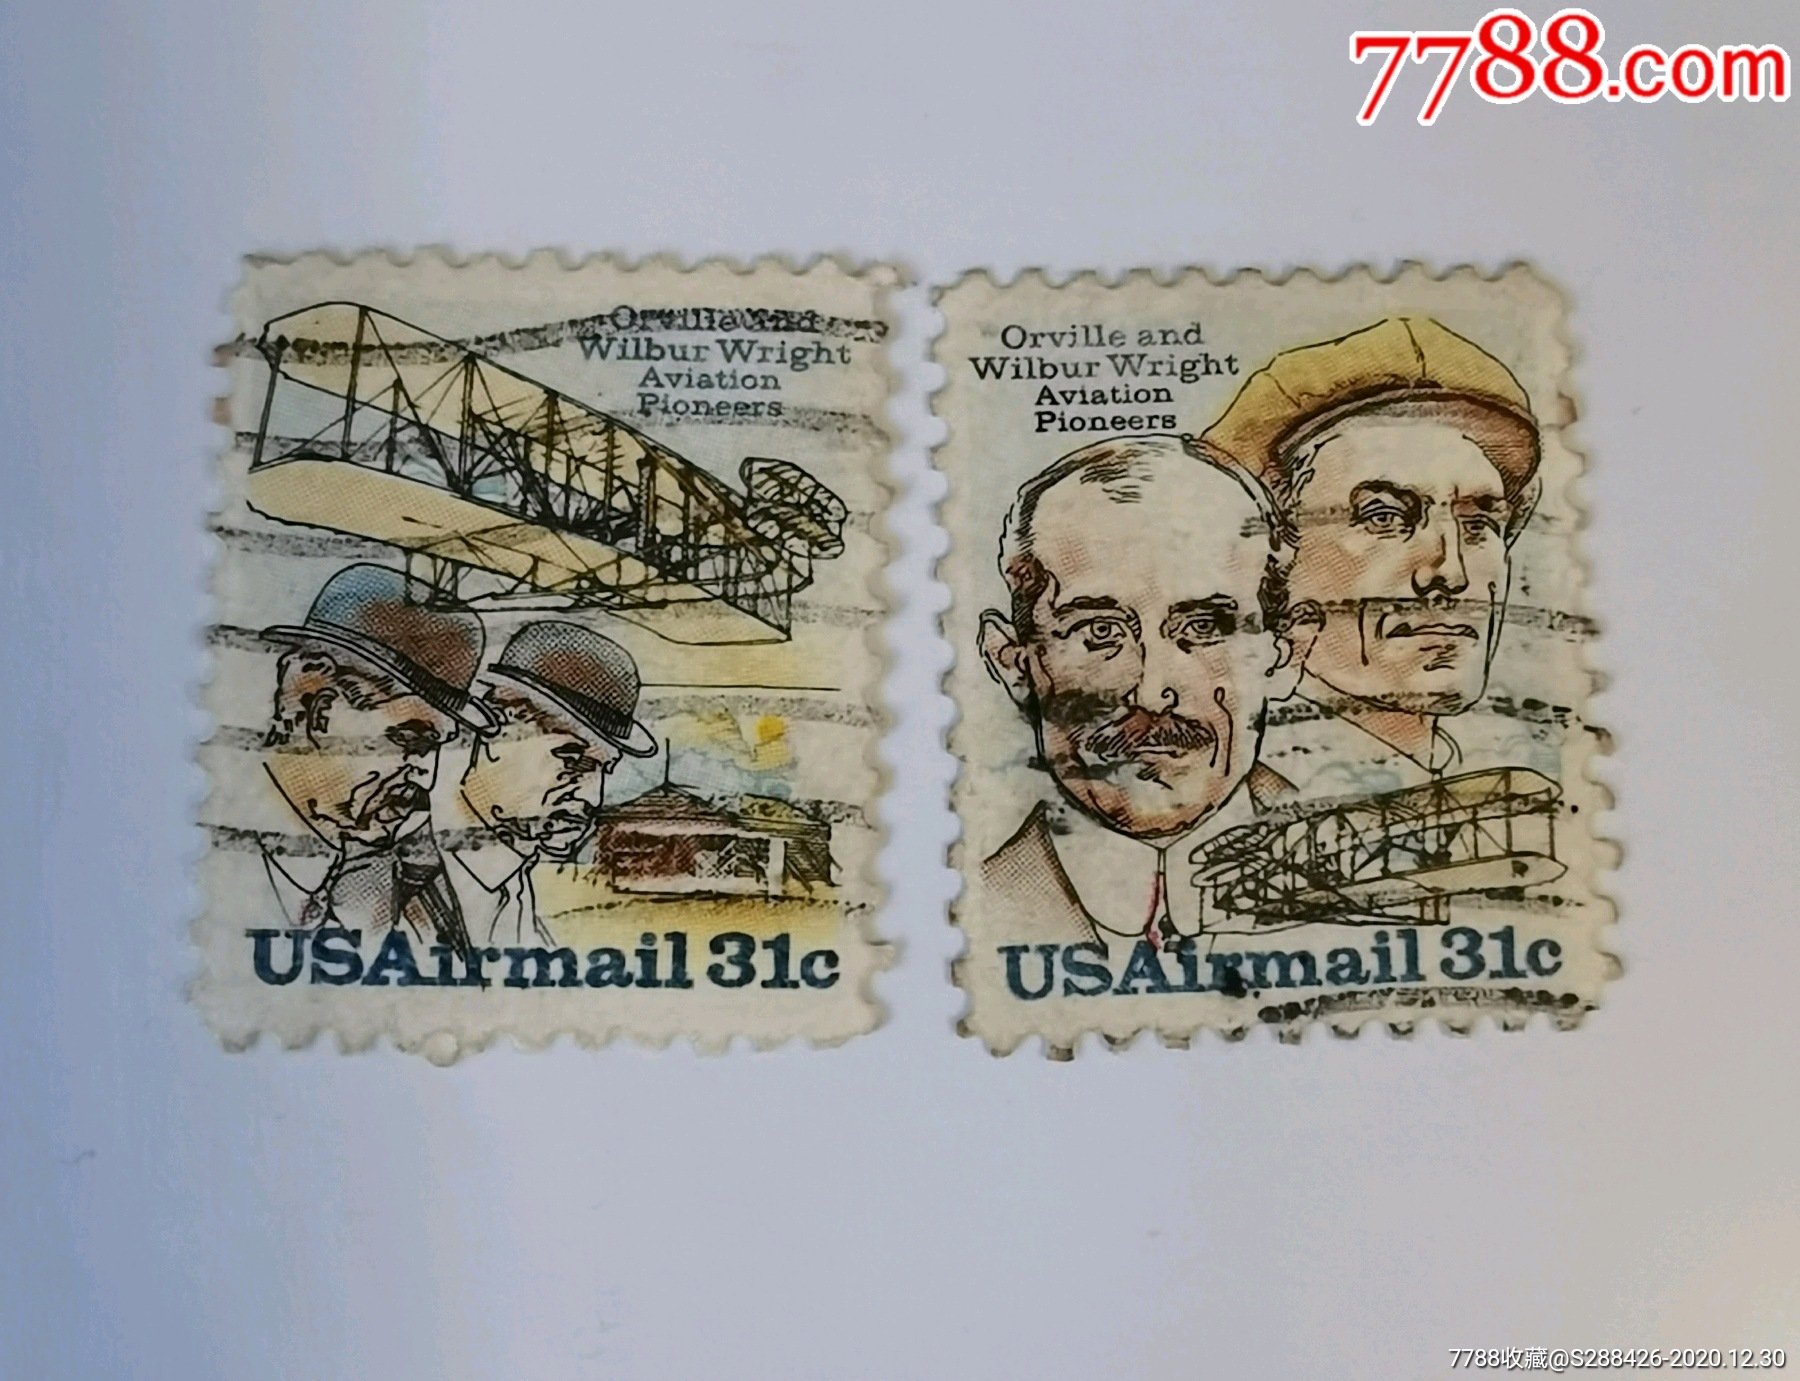 7788.com
Orville and
Wilbur Wright
Aviation
Pioneers
USAirmail 31c
Orville and
Wilbur Wright
Aviation
Pioneers
USAirmail 31c
7788收藏@S288426-2020.12.30